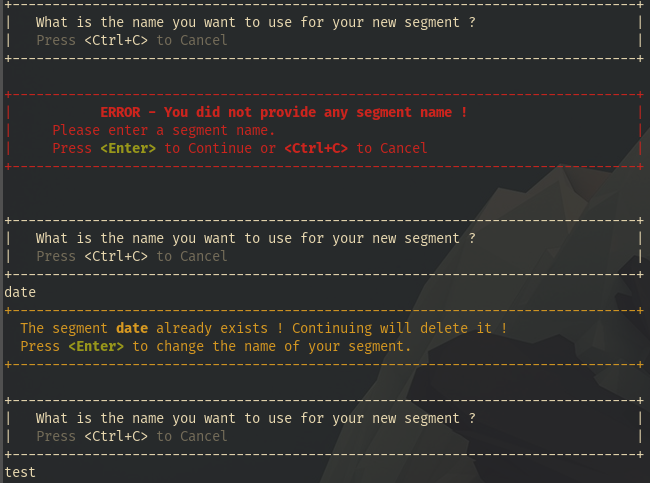 +------------------------------------------------------------------------------+
|   What is the name you want to use for your new segment ?                    |
|   Press <Ctrl+C> to Cancel                                                   |
+------------------------------------------------------------------------------+
+------------------------------------------------------------------------------+
|           ERROR - You did not provide any segment name !                     |
|     Please enter a segment name.                                             |
|     Press <Enter> to Continue or <Ctrl+C> to Cancel                          |
+------------------------------------------------------------------------------+
+------------------------------------------------------------------------------+
|   What is the name you want to use for your new segment ?                    |
|   Press <Ctrl+C> to Cancel                                                   |
+------------------------------------------------------------------------------+
date
+------------------------------------------------------------------------------+
  The segment date already exists ! Continuing will delete it !
  Press <Enter> to change the name of your segment.
+------------------------------------------------------------------------------+
+------------------------------------------------------------------------------+
|   What is the name you want to use for your new segment ?                    |
|   Press <Ctrl+C> to Cancel                                                   |
+------------------------------------------------------------------------------+
test